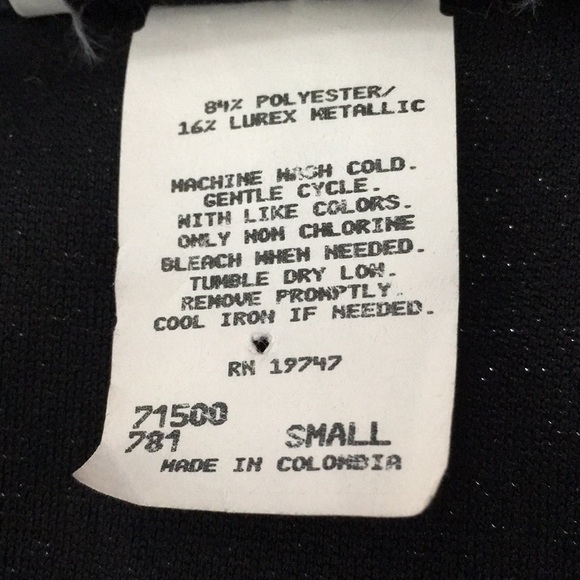 84% POLYESTER/
16% LUREX METALLIC
MACHINE WASH COLD.
GENTLE CYCLE.
WITH LIKE COLORS.
ONLY NON CHLORINE
BLEACH WHEN NEEDED.
TUMBLE DRY LOW.
REMOVE PROMPTLY.
COOL IRON IF NEEDED.
RN 19747
71500
781 SMALL
MADE IN COLOMBIA